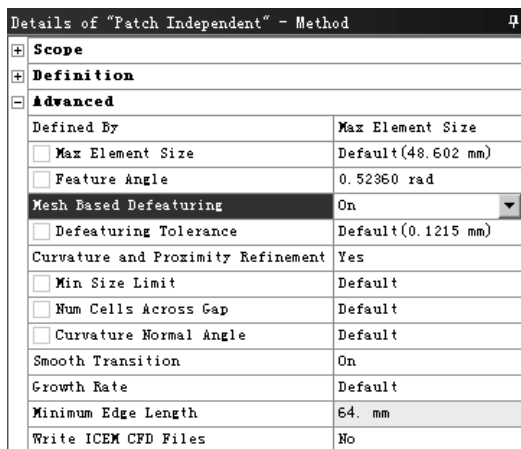 Details of "Patch Independent" - Method
Scope
Definition
Advanced
Defined By Max Element Size
Max Element Size Default(48.602 mm)
Feature Angle 0.52360 rad
Mesh Based Defeaturing On
Defeaturing Tolerance Default(0.1215 mm)
Curvature and Proximity Refinement Yes
Min Size Limit Default
Num Cells Across Gap Default
Curvature Normal Angle Default
Smooth Transition On
Growth Rate Default
Minimum Edge Length 64. mm
Write ICEM CFD Files No